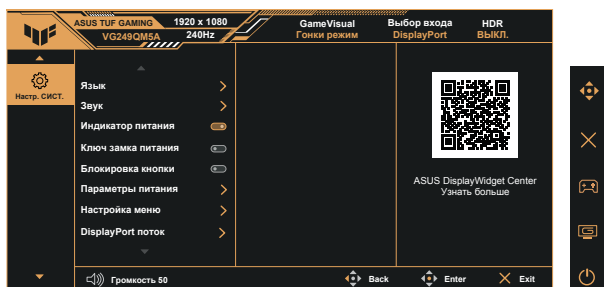 ASUS TUF GAMING 1920 x 1080 GameVisual Выбор входа HDR
VG249QM5A 240Hz Гонки режим DisplayPort ВЫКЛ.
Настр. СИСТ.
Язык
Звук
Индикатор питания
Ключ замка питания
Блокировка кнопки
Параметры питания
Настройка меню
DisplayPort поток
ASUS DisplayWidget Center
Узнать больше
Громкость 50 Back Enter Exit